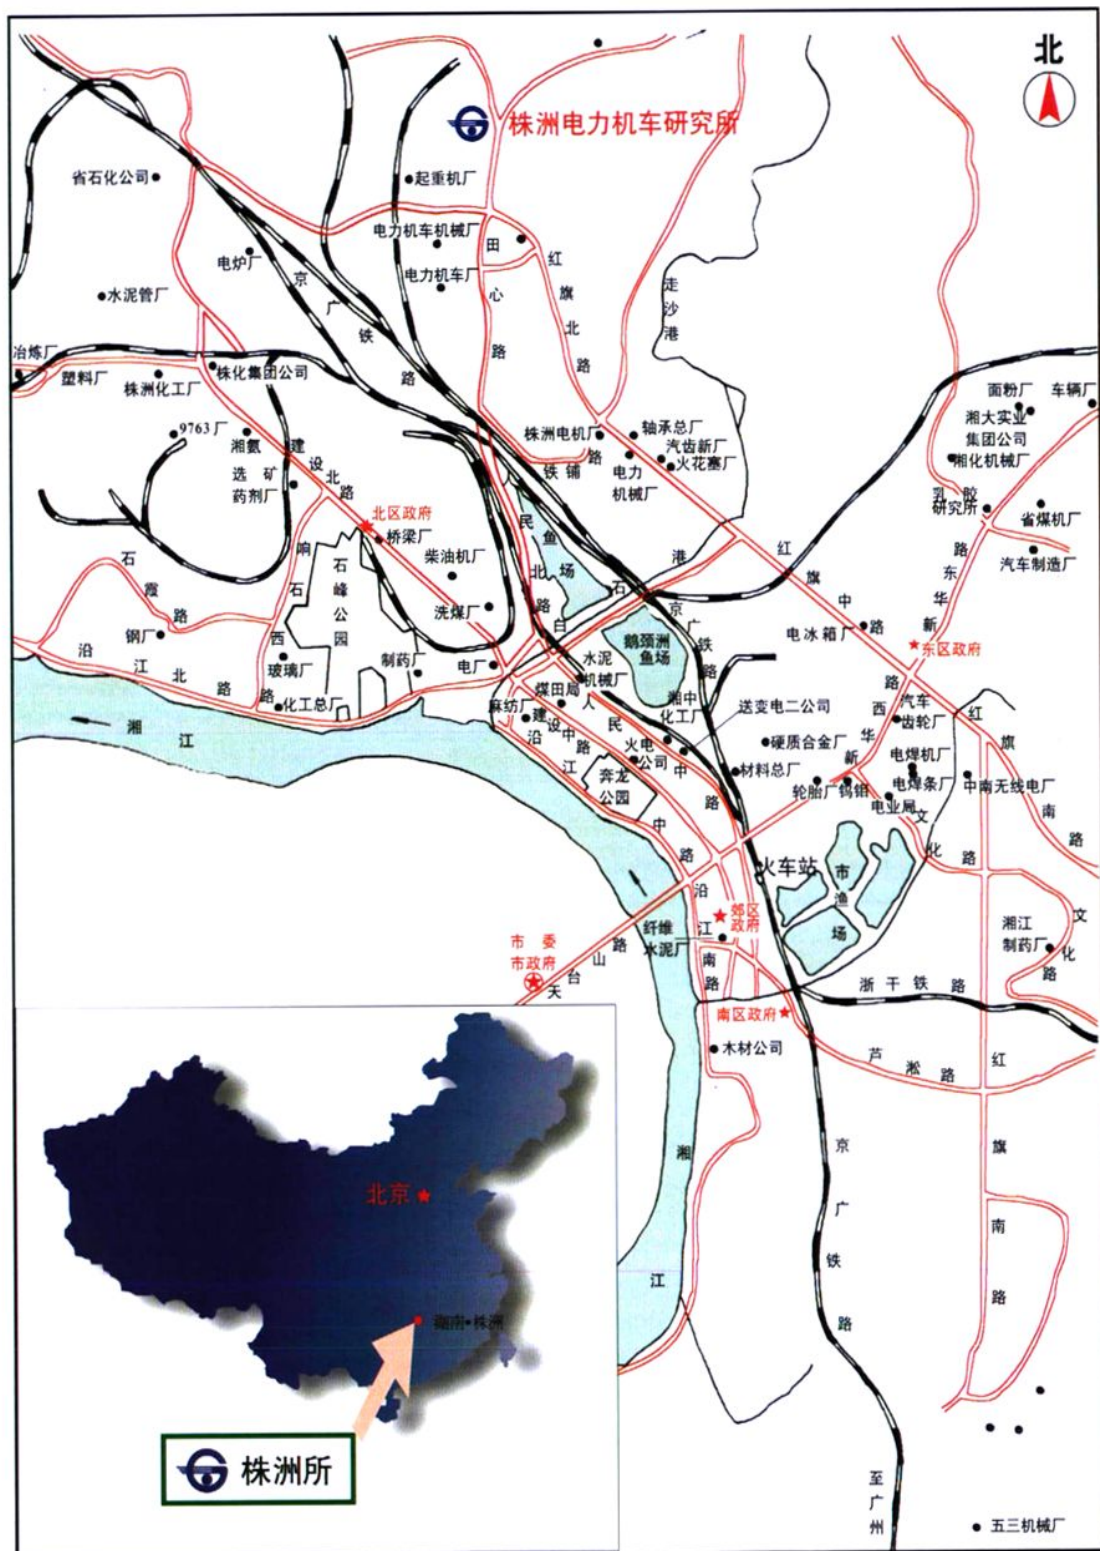 北
株洲电力机车研究所
省石化公司
起重机厂
电力机车机械厂
田心路
红旗北路
电炉厂
电力机车厂
京广铁路
走沙港
水泥管厂
冶炼厂
塑料厂
株洲化工厂
株化集团公司
面粉厂
车辆厂
湘大实业
集团公司
9763厂
湘氨
建设北路
株洲电机厂
轴承总厂
汽齿新厂
火花塞厂
湘化机械厂
铁铺路
电力
机械厂
选矿
药剂厂
乳胶
研究所
省煤机厂
北区政府
桥梁厂
民鱼场
北路
港
红旗中路
新华东路
汽车制造厂
响石
石峰公园
柴油机厂
石霞路
洗煤厂
白石
京广铁路
钢厂
鹅颈洲
鱼场
电冰箱厂
东区政府
沿江北路
西路
玻璃厂
制药厂
电厂
水泥
机械厂
化工总厂
麻纺厂
煤田局
湘中
化工厂
送变电二公司
新华西路
汽车
齿轮厂
红旗南路
湘江
建设中路
人民中路
火电
公司
硬质合金厂
电焊机厂
沿江中路
奔龙
公园
材料总厂
轮胎厂
钨钼
电焊条厂
电业局
中南无线电厂
文化路
火车站
市渔场
郊区
政府
纤维
水泥厂
沿江南路
湘江
制药厂
文化路
市委
市政府
天台山路
浙干铁路
南区政府
木材公司
芦淞路
红旗南路
湘江
京广铁路
北京
湖南·株洲
株洲所
至广州
五三机械厂